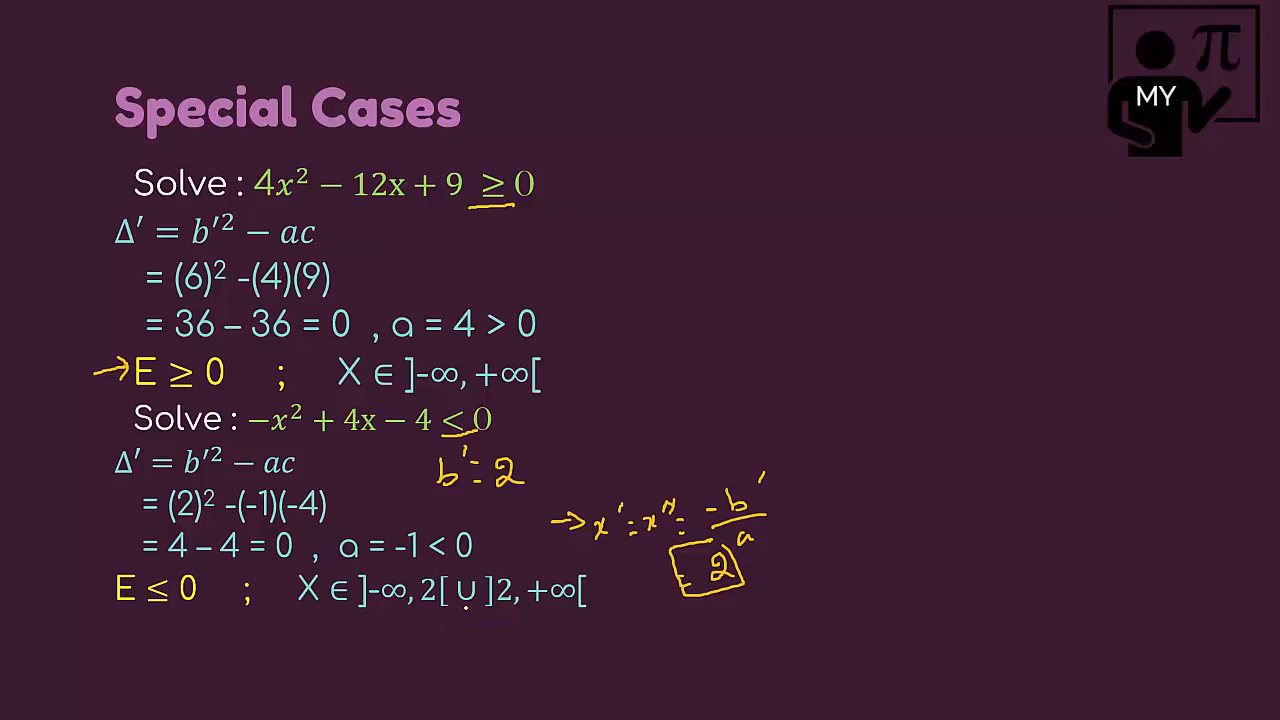 π
MY
Special Cases
Solve : 4x² − 12x + 9 ≥ 0
Δ′ = b′² − ac
= (6)² -(4)(9)
= 36 – 36 = 0 , a = 4 > 0
→ E ≥ 0 ; X ∈ ]-∞, +∞[
Solve : −x² + 4x − 4 < 0
Δ′ = b′² − ac
b' = 2
= (2)² -(-1)(-4)
→ x' = x'' = -b'/a
= 4 – 4 = 0 , a = -1 < 0
= 2
E ≤ 0 ; X ∈ ]-∞, 2[ ∪ ]2, +∞[